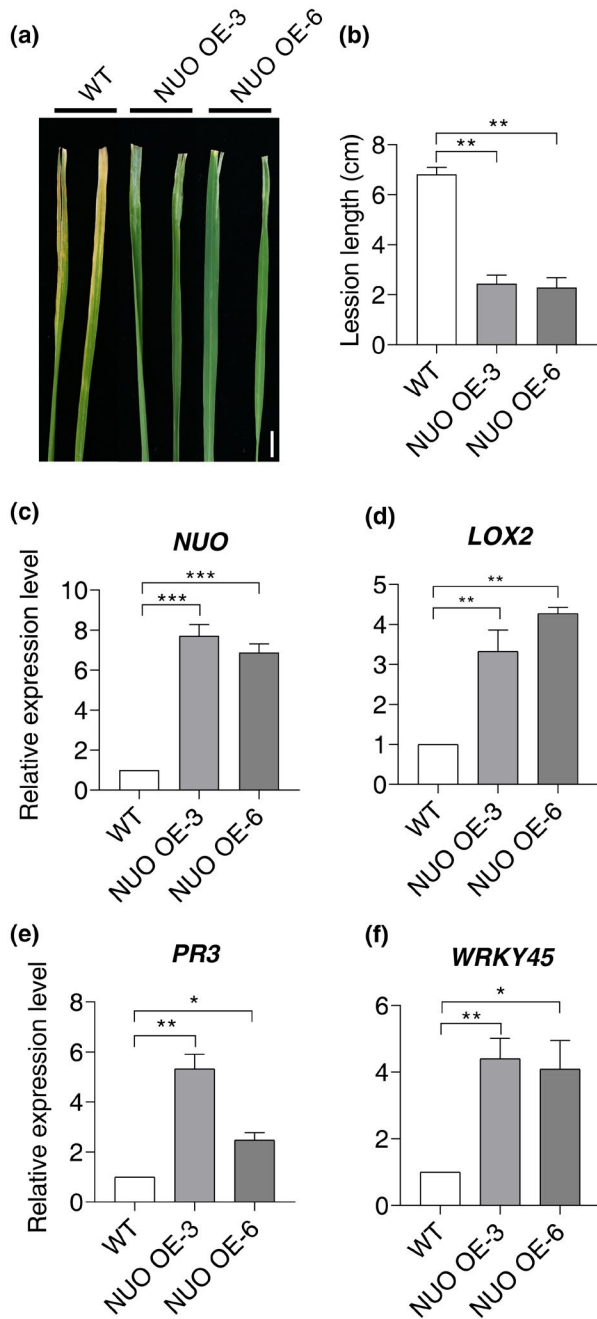 (a)
WT
NUO OE-3
NUO OE-6
(b)
Lession length (cm)
8
6
4
2
0
**
**
WT
NUO OE-3
NUO OE-6
(c)
NUO
Relative expression level
10
8
6
4
2
0
***
***
WT
NUO OE-3
NUO OE-6
(d)
LOX2
5
4
3
2
1
0
**
**
WT
NUO OE-3
NUO OE-6
(e)
PR3
Relative expression level
8
6
4
2
0
*
**
WT
NUO OE-3
NUO OE-6
(f)
WRKY45
6
4
2
0
*
**
WT
NUO OE-3
NUO OE-6